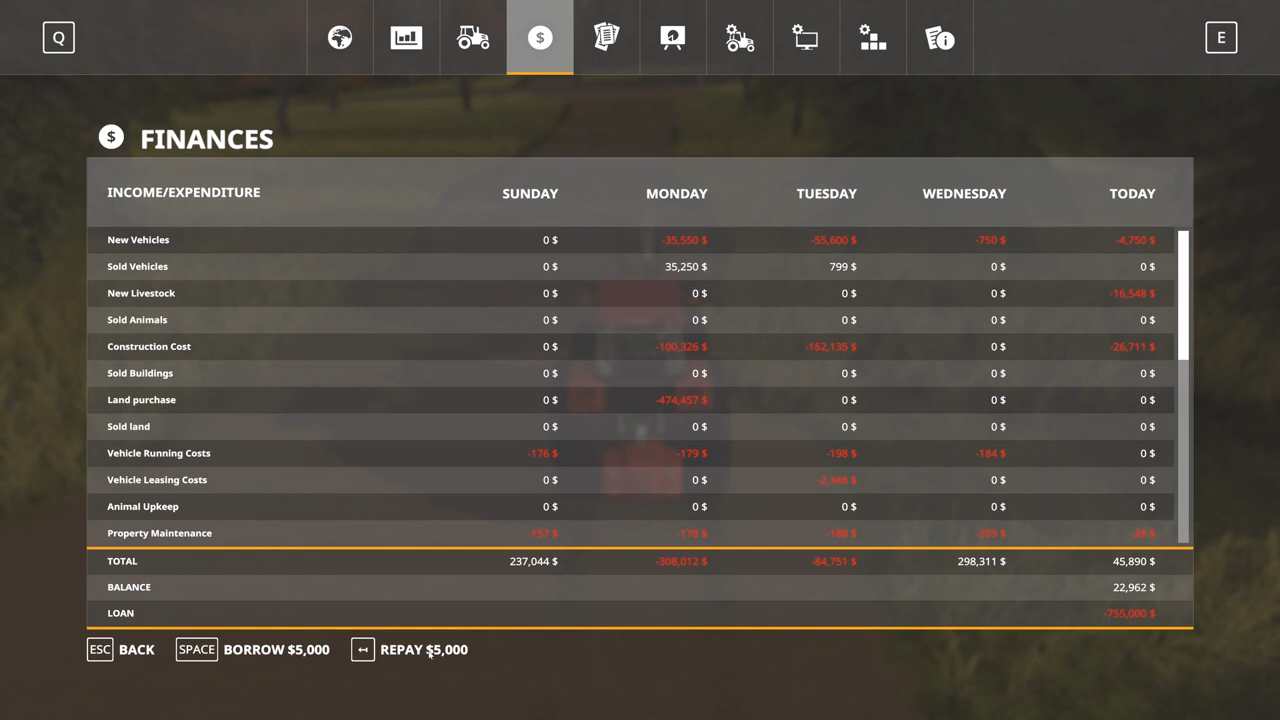 Q E
FINANCES
INCOME/EXPENDITURE SUNDAY MONDAY TUESDAY WEDNESDAY TODAY
New Vehicles 0 $ -35,550 $ -55,600 $ -750 $ -4,750 $
Sold Vehicles 0 $ 35,250 $ 799 $ 0 $ 0 $
New Livestock 0 $ 0 $ 0 $ 0 $ -16,548 $
Sold Animals 0 $ 0 $ 0 $ 0 $ 0 $
Construction Cost 0 $ -100,326 $ -162,135 $ 0 $ -26,711 $
Sold Buildings 0 $ 0 $ 0 $ 0 $ 0 $
Land purchase 0 $ -474,457 $ 0 $ 0 $ 0 $
Sold land 0 $ 0 $ 0 $ 0 $ 0 $
Vehicle Running Costs -176 $ -179 $ -198 $ -184 $ 0 $
Vehicle Leasing Costs 0 $ 0 $ 0 $ 0 $
Animal Upkeep 0 $ 0 $ 0 $ 0 $ 0 $
Property Maintenance -157 $
TOTAL 237,044 $ -308,012 $ -84,751 $ 298,311 $ 45,890 $
BALANCE 22,962 $
LOAN -755,000 $
ESC BACK SPACE BORROW $5,000 REPAY $5,000